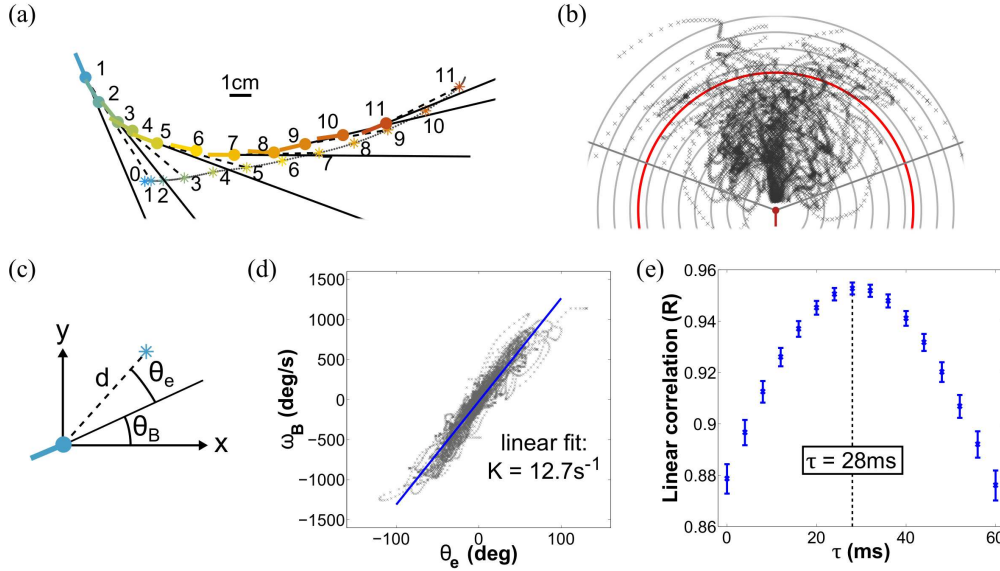 (a)
1cm
1
2
3
4
5
6
7
8
9
10
11
0
1
2
3
4
5
6
7
8
9
10
11
(b)
(c)
y
d
θe
θB
x
(d)
1500
1000
500
0
−500
−1000
−1500
ωB (deg/s)
linear fit:
K = 12.7s⁻¹
−100
0
100
θe (deg)
(e)
0.96
0.94
0.92
0.9
0.88
0.86
Linear correlation (R)
τ = 28ms
0
20
40
60
τ (ms)